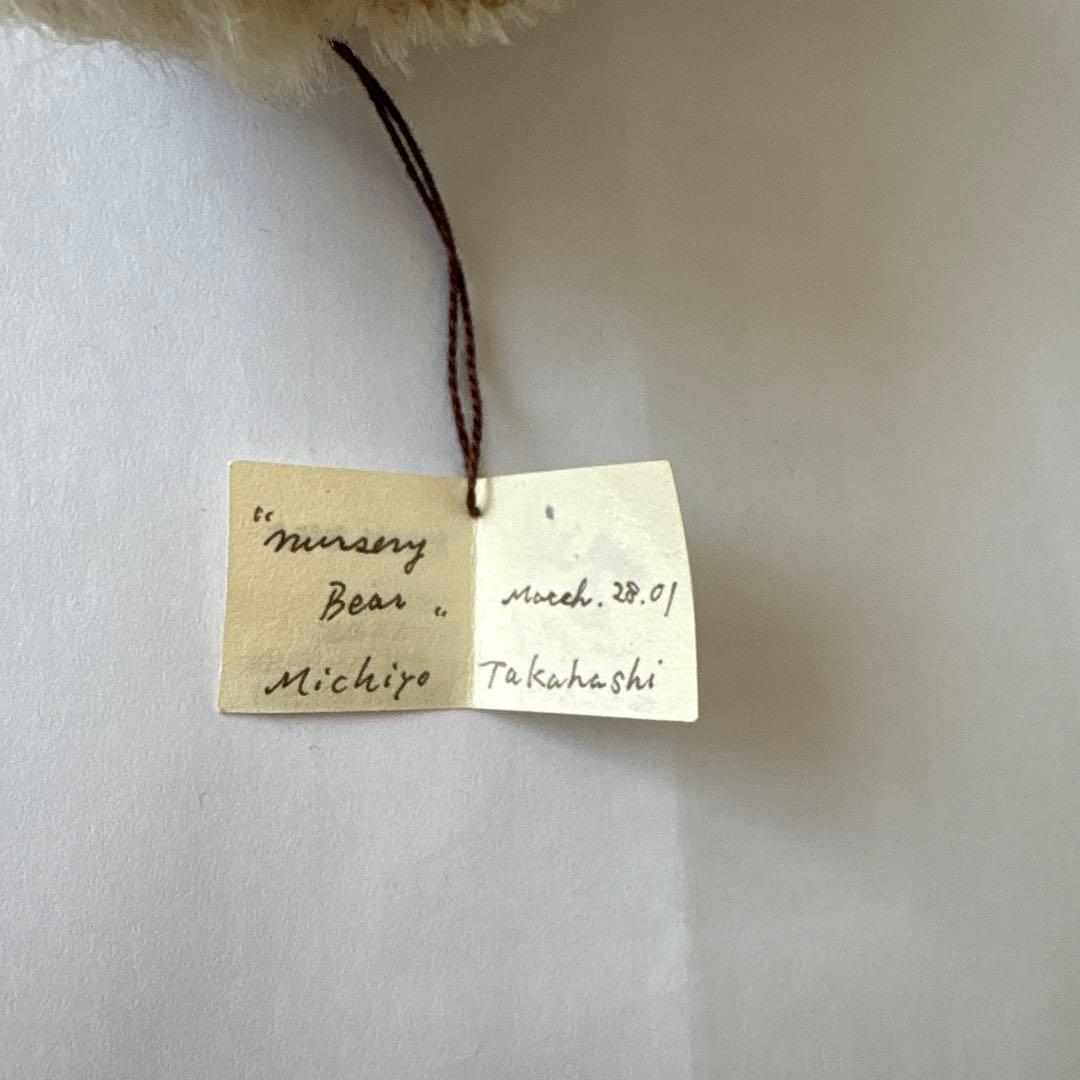 “nursery
Bear„
March. 28. 01
Michiyo Takahashi